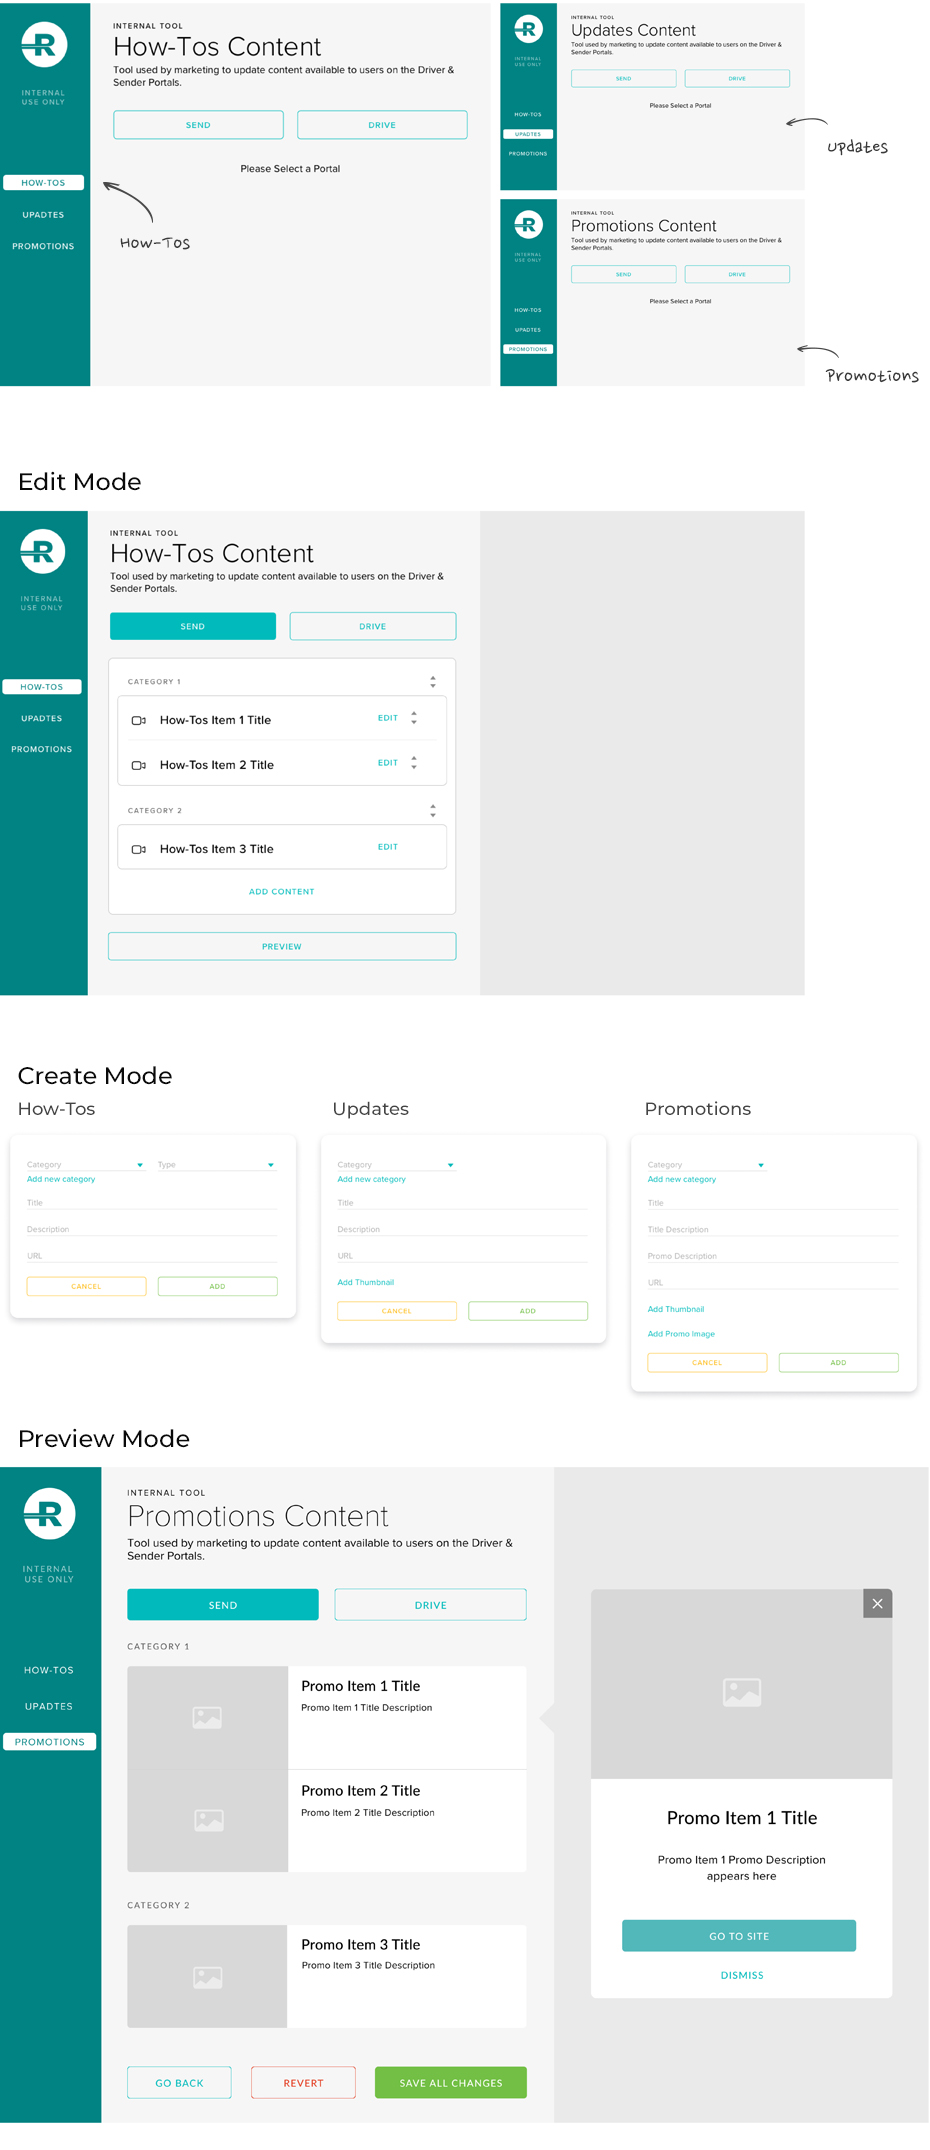 R
INTERNAL
USE ONLY
HOW-TOS
UPADTES
PROMOTIONS
INTERNAL TOOL
How-Tos Content
Tool used by marketing to update content available to users on the Driver &
Sender Portals.
SEND
DRIVE
Please Select a Portal
How-Tos
R
INTERNAL
USE ONLY
HOW-TOS
UPADTES
PROMOTIONS
INTERNAL TOOL
Updates Content
Tool used by marketing to update content available to users on the Driver &
Sender Portals.
SEND
DRIVE
Please Select a Portal
Updates
R
INTERNAL
USE ONLY
HOW-TOS
UPADTES
PROMOTIONS
INTERNAL TOOL
Promotions Content
Tool used by marketing to update content available to users on the Driver &
Sender Portals.
SEND
DRIVE
Please Select a Portal
Promotions
Edit Mode
R
INTERNAL
USE ONLY
HOW-TOS
UPADTES
PROMOTIONS
INTERNAL TOOL
How-Tos Content
Tool used by marketing to update content available to users on the Driver &
Sender Portals.
SEND
DRIVE
CATEGORY 1
How-Tos Item 1 Title
EDIT
How-Tos Item 2 Title
EDIT
CATEGORY 2
How-Tos Item 3 Title
EDIT
ADD CONTENT
PREVIEW
Create Mode
How-Tos
Category
Type
Add new category
Title
Description
URL
CANCEL
ADD
Updates
Category
Add new category
Title
Description
URL
Add Thumbnail
CANCEL
ADD
Promotions
Category
Add new category
Title
Title Description
Promo Description
URL
Add Thumbnail
Add Promo Image
CANCEL
ADD
Preview Mode
R
INTERNAL
USE ONLY
HOW-TOS
UPADTES
PROMOTIONS
INTERNAL TOOL
Promotions Content
Tool used by marketing to update content available to users on the Driver &
Sender Portals.
SEND
DRIVE
CATEGORY 1
Promo Item 1 Title
Promo Item 1 Title Description
Promo Item 2 Title
Promo Item 2 Title Description
CATEGORY 2
Promo Item 3 Title
Promo Item 3 Title Description
GO BACK
REVERT
SAVE ALL CHANGES
Promo Item 1 Title
Promo Item 1 Promo Description
appears here
GO TO SITE
DISMISS